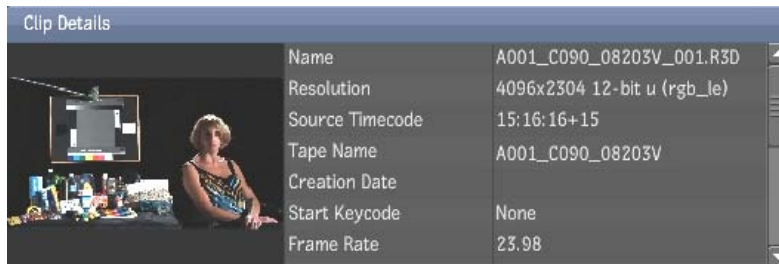 Clip Details
Name A001_C090_08203V_001.R3D
Resolution 4096x2304 12-bit u (rgb_le)
Source Timecode 15:16:16+15
Tape Name A001_C090_08203V
Creation Date
Start Keycode None
Frame Rate 23.98